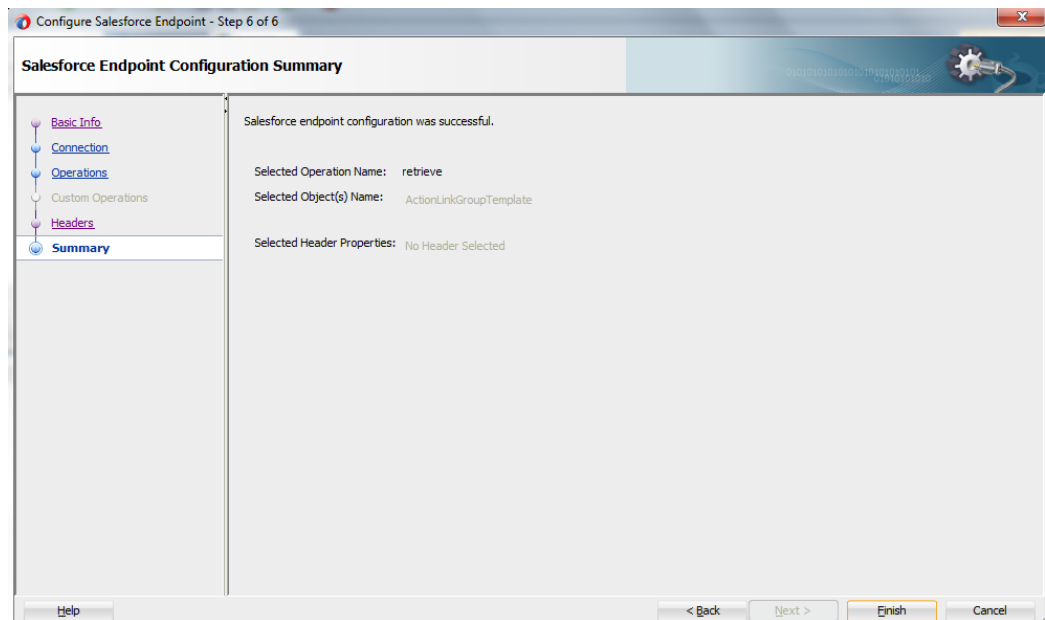 Configure Salesforce Endpoint - Step 6 of 6
Salesforce Endpoint Configuration Summary
Basic Info
Connection
Operations
Custom Operations
Headers
Summary
Salesforce endpoint configuration was successful.
Selected Operation Name: retrieve
Selected Object(s) Name: ActionLinkGroupTemplate
Selected Header Properties: No Header Selected
Help
< Back
Next >
Finish
Cancel